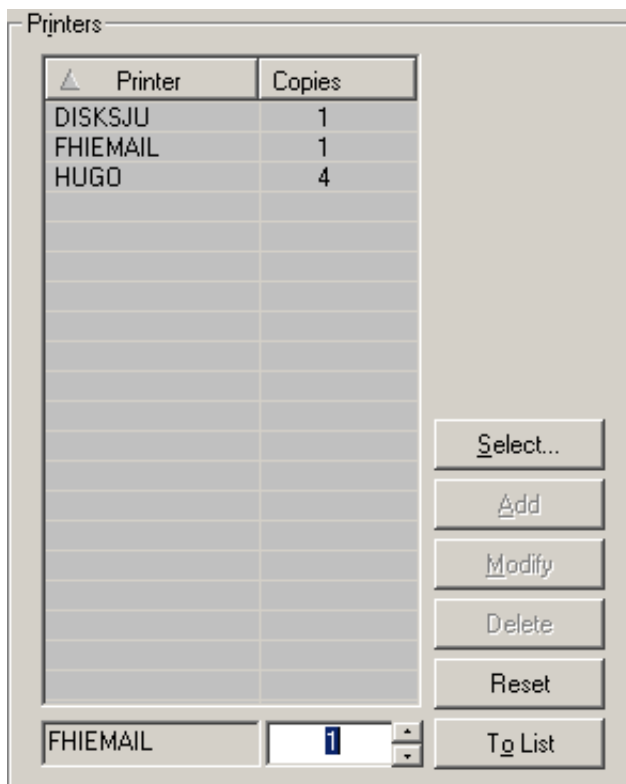 Printers
Printer Copies
DISKSJU 1
FHIEMAIL 1
HUGO 4
Select...
Add
Modify
Delete
Reset
FHIEMAIL 1 To List